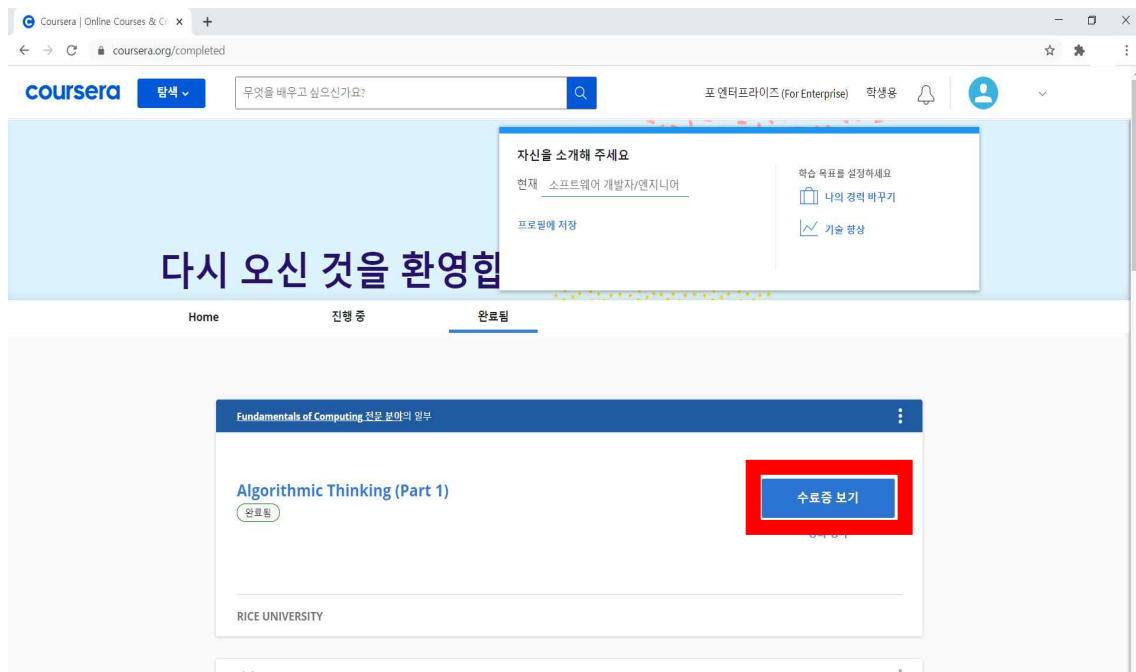 Coursera | Online Courses & Cr
coursera.org/completed
coursera
탐색
무엇을 배우고 싶으신가요?
포 엔터프라이즈 (For Enterprise)
학생용
자신을 소개해 주세요
현재 소프트웨어 개발자/엔지니어
프로필에 저장
학습 목표를 설정하세요
나의 경력 바꾸기
기술 향상
다시 오신 것을 환영합
Home
진행 중
완료됨
Fundamentals of Computing 전문 분야의 일부
Algorithmic Thinking (Part 1)
완료됨
수료증 보기
RICE UNIVERSITY